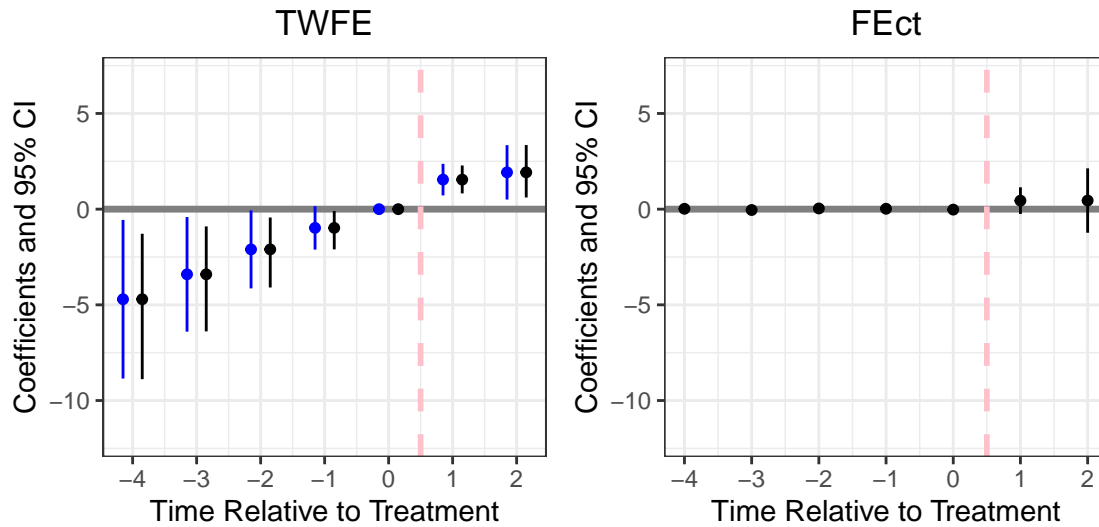 TWFE
Coefficients and 95% CI
5
0
−5
−10
−4 −3 −2 −1 0 1 2
Time Relative to Treatment
FEct
Coefficients and 95% CI
5
0
−5
−10
−4 −3 −2 −1 0 1 2
Time Relative to Treatment